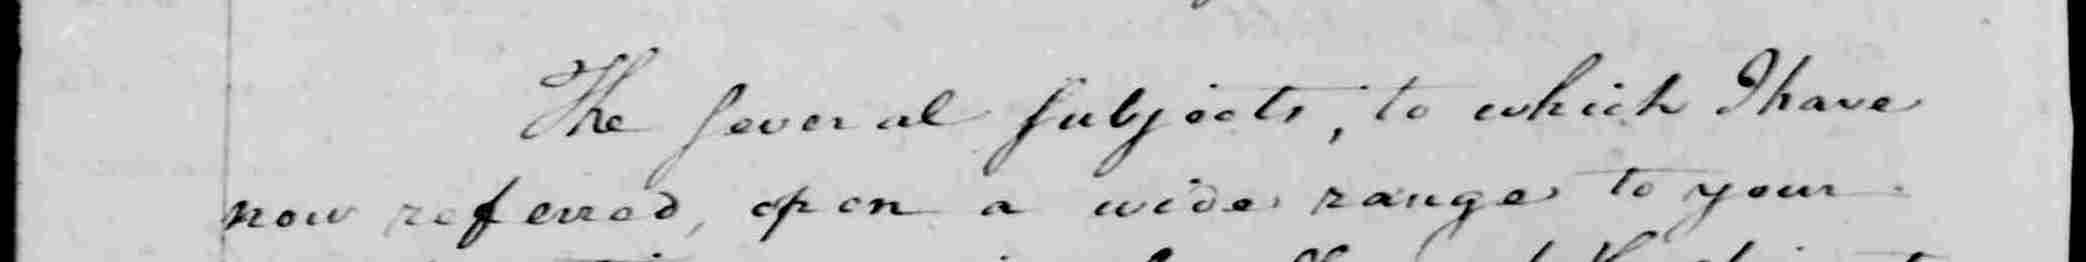 The several subjects, to which I have
now referred, open a wide range to your